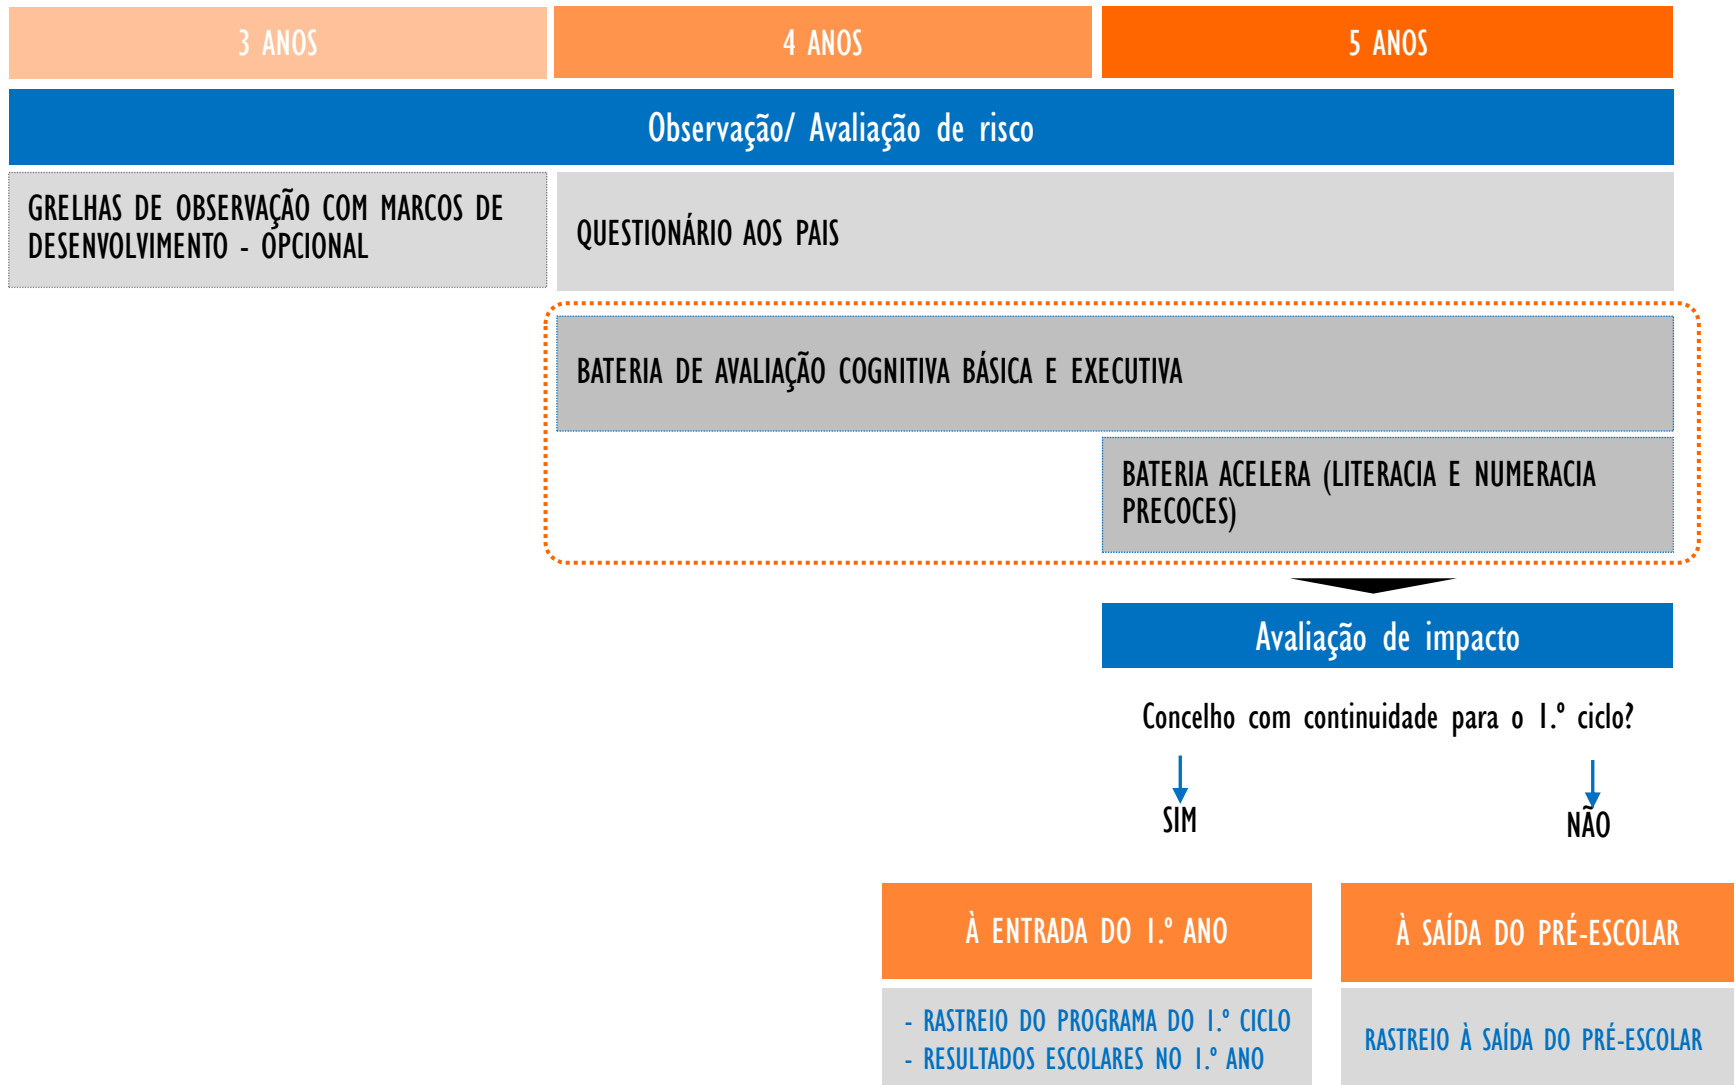 3 ANOS
4 ANOS
5 ANOS
Observação/ Avaliação de risco
GRELHAS DE OBSERVAÇÃO COM MARCOS DE
DESENVOLVIMENTO - OPCIONAL
QUESTIONÁRIO AOS PAIS
BATERIA DE AVALIAÇÃO COGNITIVA BÁSICA E EXECUTIVA
BATERIA ACELERA (LITERACIA E NUMERACIA
PRECOCES)
Avaliação de impacto
Concelho com continuidade para o 1.º ciclo?
SIM
NÃO
À ENTRADA DO 1.º ANO
- RASTREIO DO PROGRAMA DO 1.º CICLO
- RESULTADOS ESCOLARES NO 1.º ANO
À SAÍDA DO PRÉ-ESCOLAR
RASTREIO À SAÍDA DO PRÉ-ESCOLAR